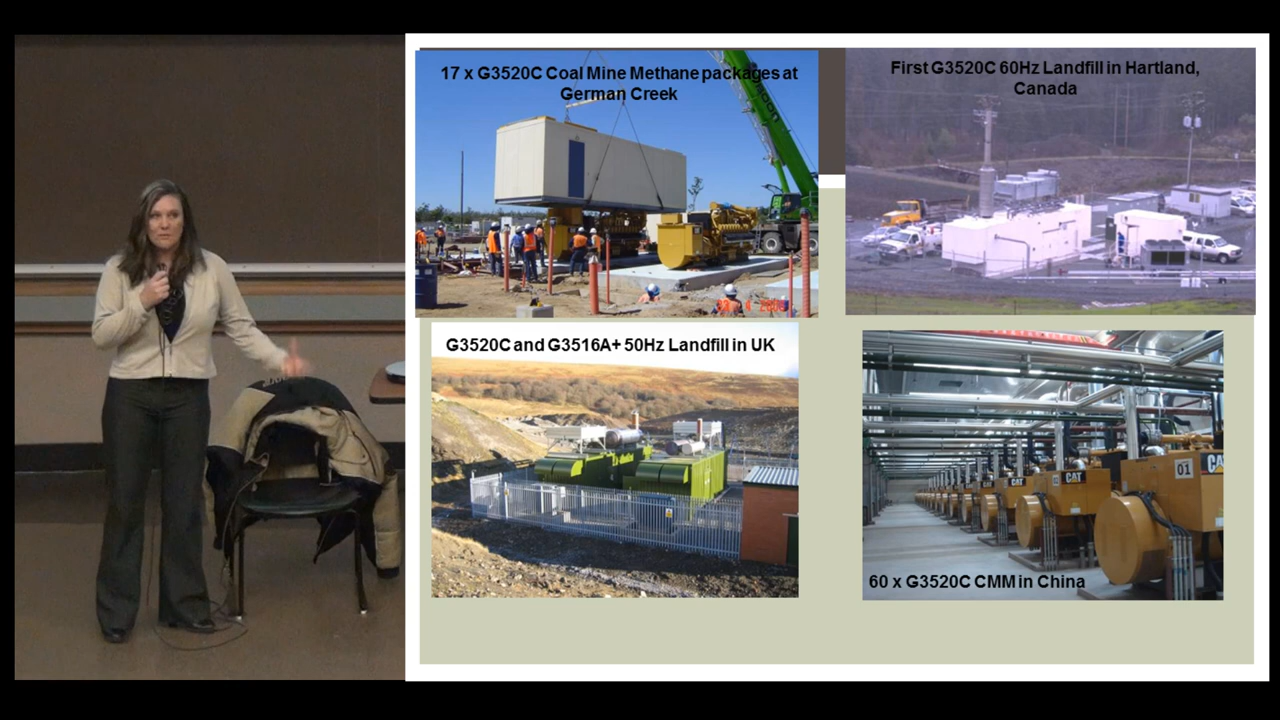 17 x G3520C Coal Mine Methane packages at
German Creek
First G3520C 60Hz Landfill in Hartland,
Canada
G3520C and G3516A+ 50Hz Landfill in UK
01
CAT
CAT
60 x G3520C CMM in China